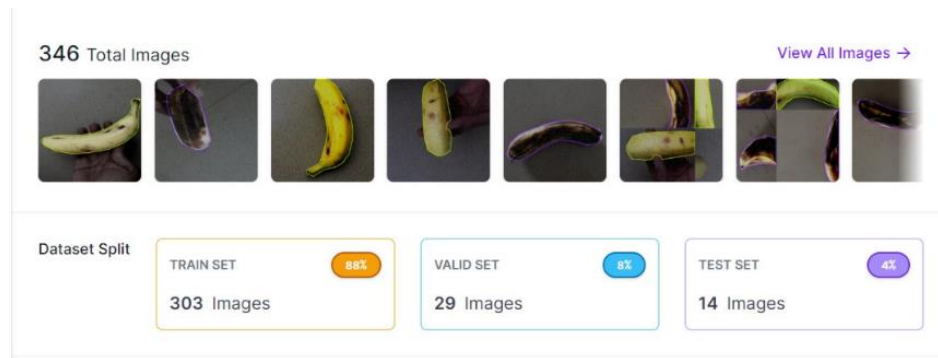 346 Total Images
View All Images →
Dataset Split
TRAIN SET 88%
303 Images
VALID SET 8%
29 Images
TEST SET 4%
14 Images